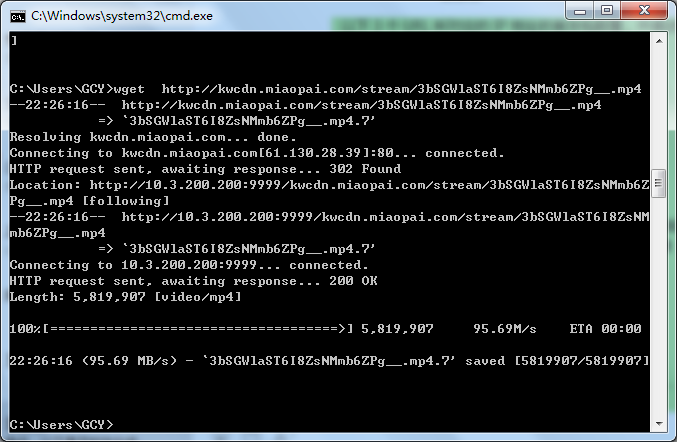 C:\Windows\system32\cmd.exe
]
C:\Users\GCY>wget  http://kwcdn.miaopai.com/stream/3bSGWlaST6I8ZsNMmb6ZPg__.mp4
--22:26:16--  http://kwcdn.miaopai.com/stream/3bSGWlaST6I8ZsNMmb6ZPg__.mp4
           => `3bSGWlaST6I8ZsNMmb6ZPg__.mp4.7'
Resolving kwcdn.miaopai.com... done.
Connecting to kwcdn.miaopai.com[61.130.28.39]:80... connected.
HTTP request sent, awaiting response... 302 Found
Location: http://10.3.200.200:9999/kwcdn.miaopai.com/stream/3bSGWlaST6I8ZsNMmb6Z
Pg__.mp4 [following]
--22:26:16--  http://10.3.200.200:9999/kwcdn.miaopai.com/stream/3bSGWlaST6I8ZsNM
mb6ZPg__.mp4
           => `3bSGWlaST6I8ZsNMmb6ZPg__.mp4.7'
Connecting to 10.3.200.200:9999... connected.
HTTP request sent, awaiting response... 200 OK
Length: 5,819,907 [video/mp4]
100%[====================================>] 5,819,907     95.69M/s    ETA 00:00
22:26:16 (95.69 MB/s) - `3bSGWlaST6I8ZsNMmb6ZPg__.mp4.7' saved [5819907/5819907]
C:\Users\GCY>